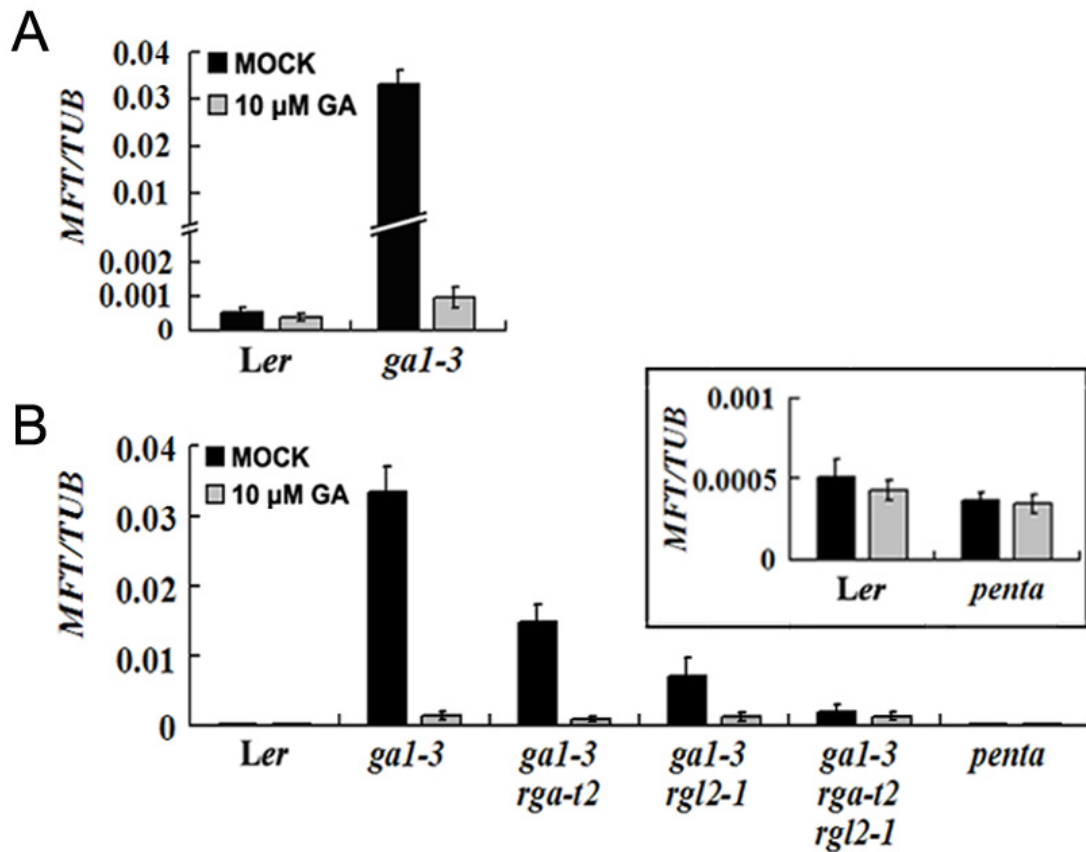 A
MFT/TUB
0.04
0.03
0.02
0.01
0.002
0.001
0
MOCK
10 µM GA
Ler
ga1-3
B
MFT/TUB
0.04
0.03
0.02
0.01
0
MOCK
10 µM GA
Ler
ga1-3
ga1-3
rga-t2
ga1-3
rgl2-1
ga1-3
rga-t2
rgl2-1
penta
MFT/TUB
0.001
0.0005
0
Ler
penta